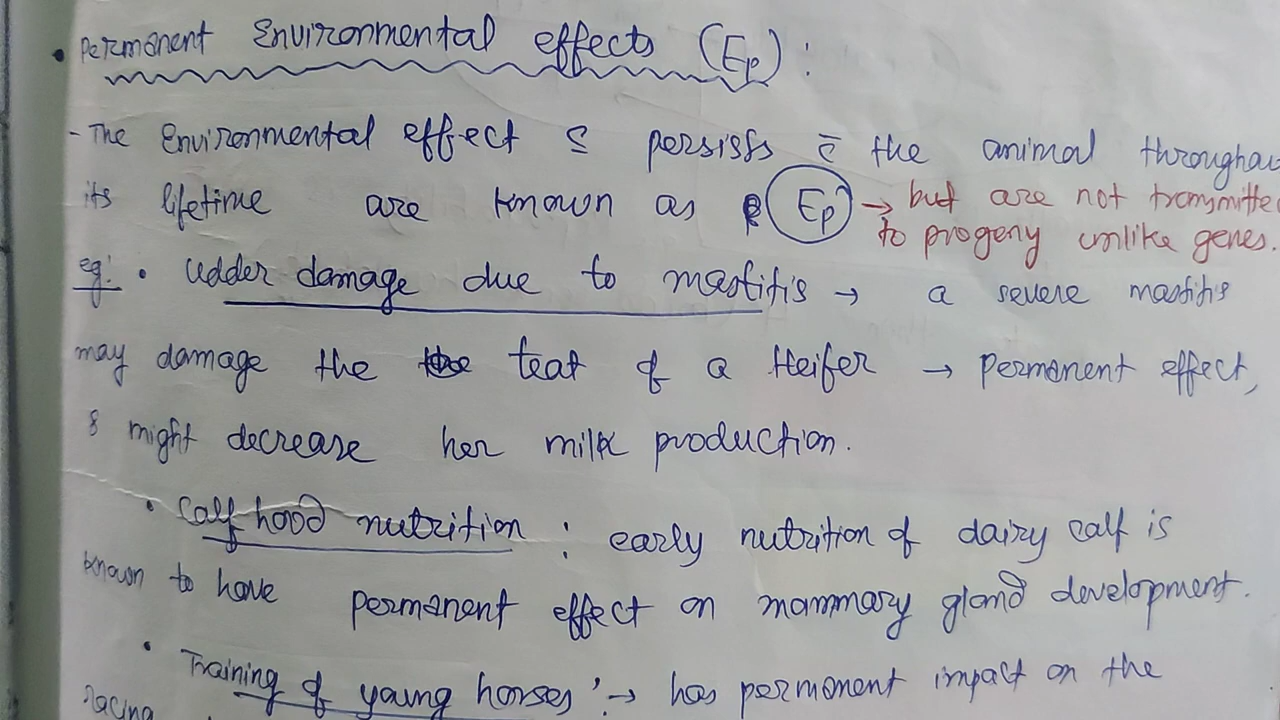 • Permanent Environmental effects (Ep) :
- The Environmental effect S persists c̄ the animal throughou
its lifetime are known as Ep → but are not transmitte
to progeny unlike genes.
eg: • Udder damage due to mastitis → a severe mastitis
may damage the teat of a Heifer → permanent effect,
& might decrease her milk production.
• Calf hood nutrition : early nutrition of dairy calf is
known to have permanent effect on mammary gland development.
• Training of young horses :→ has permanent impact on the
racing